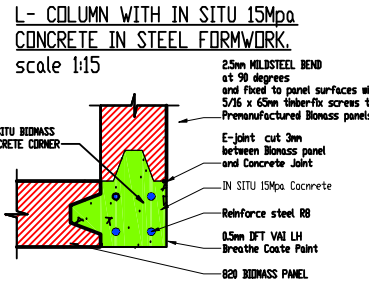 L- COLUMN WITH IN SITU 15Mpa
CONCRETE IN STEEL FORMWORK.
scale 1:15
2.5mm MILDSTEEL BEND
at 90 degrees
and fixed to panel surfaces wi
5/16 x 65mm timberfix screws t
Premanufactured Biomass panels
SITU BIOMASS
CRETE CORNER
E-joint cut 3mm
between Biomass panel
and Concrete Joint
IN SITU 15Mpa Cocnrete
Reinforce steel R8
0.5mm DFT VAI LH
Breathe Coate Paint
820 BIOMASS PANEL